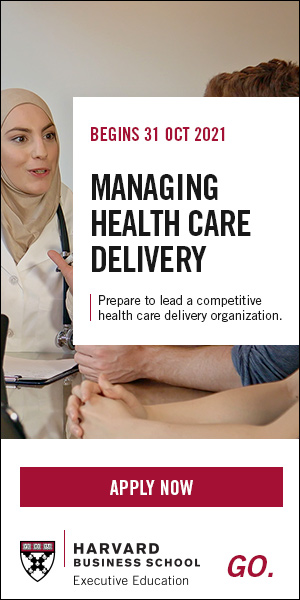 BEGINS 31 OCT 2021
MANAGING
HEALTH CARE
DELIVERY
Prepare to lead a competitive
health care delivery organization.
APPLY NOW
HARVARD
BUSINESS SCHOOL
Executive Education
GO.